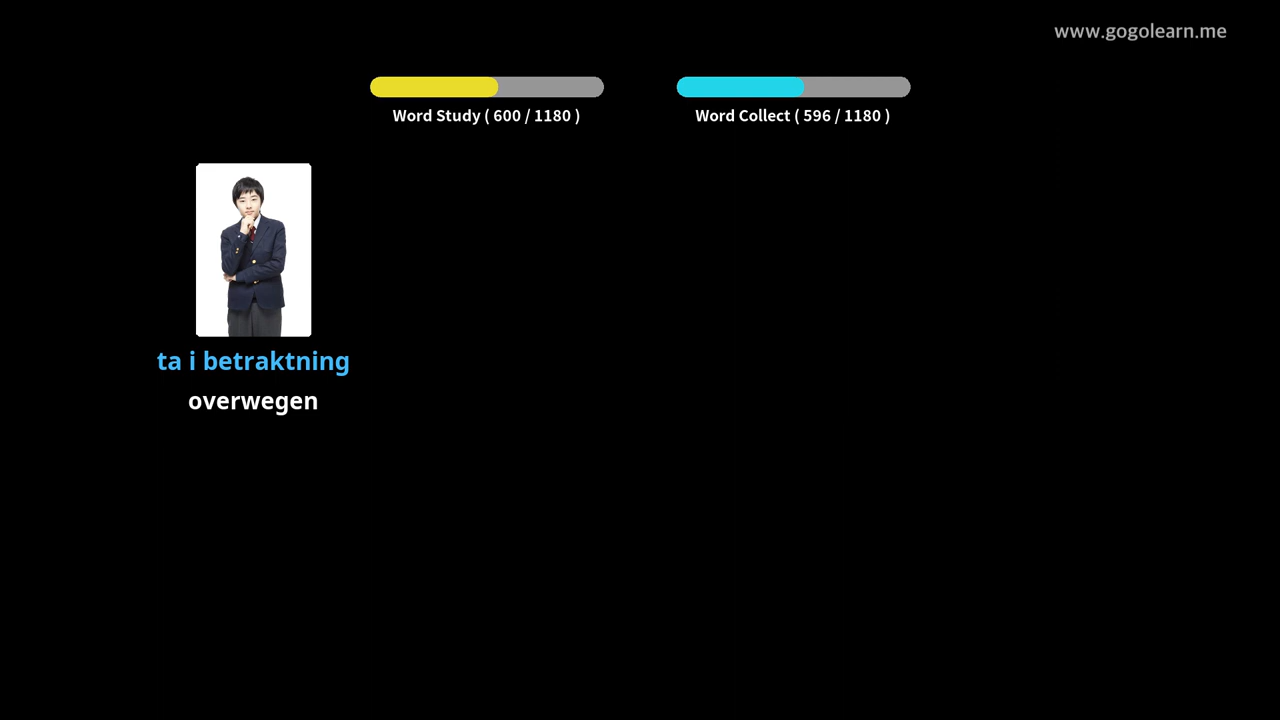 www.gogolearn.me
Word Study ( 600 / 1180 )
Word Collect ( 596 / 1180 )
ta i betraktning
overwegen